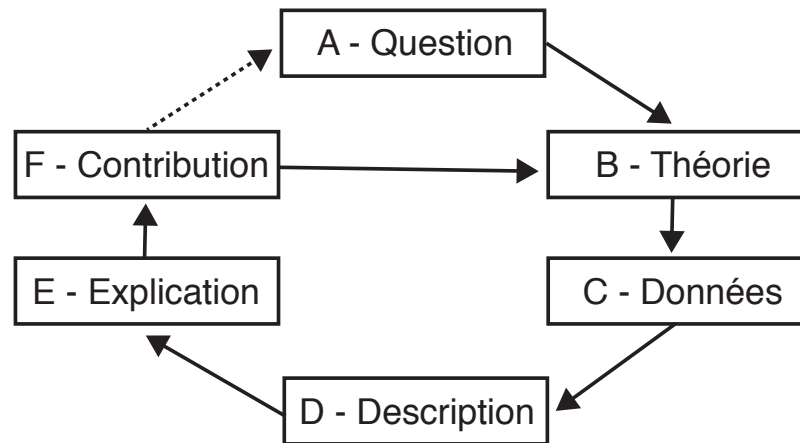 A - Question
F - Contribution
B - Théorie
E - Explication
C - Données
D - Description